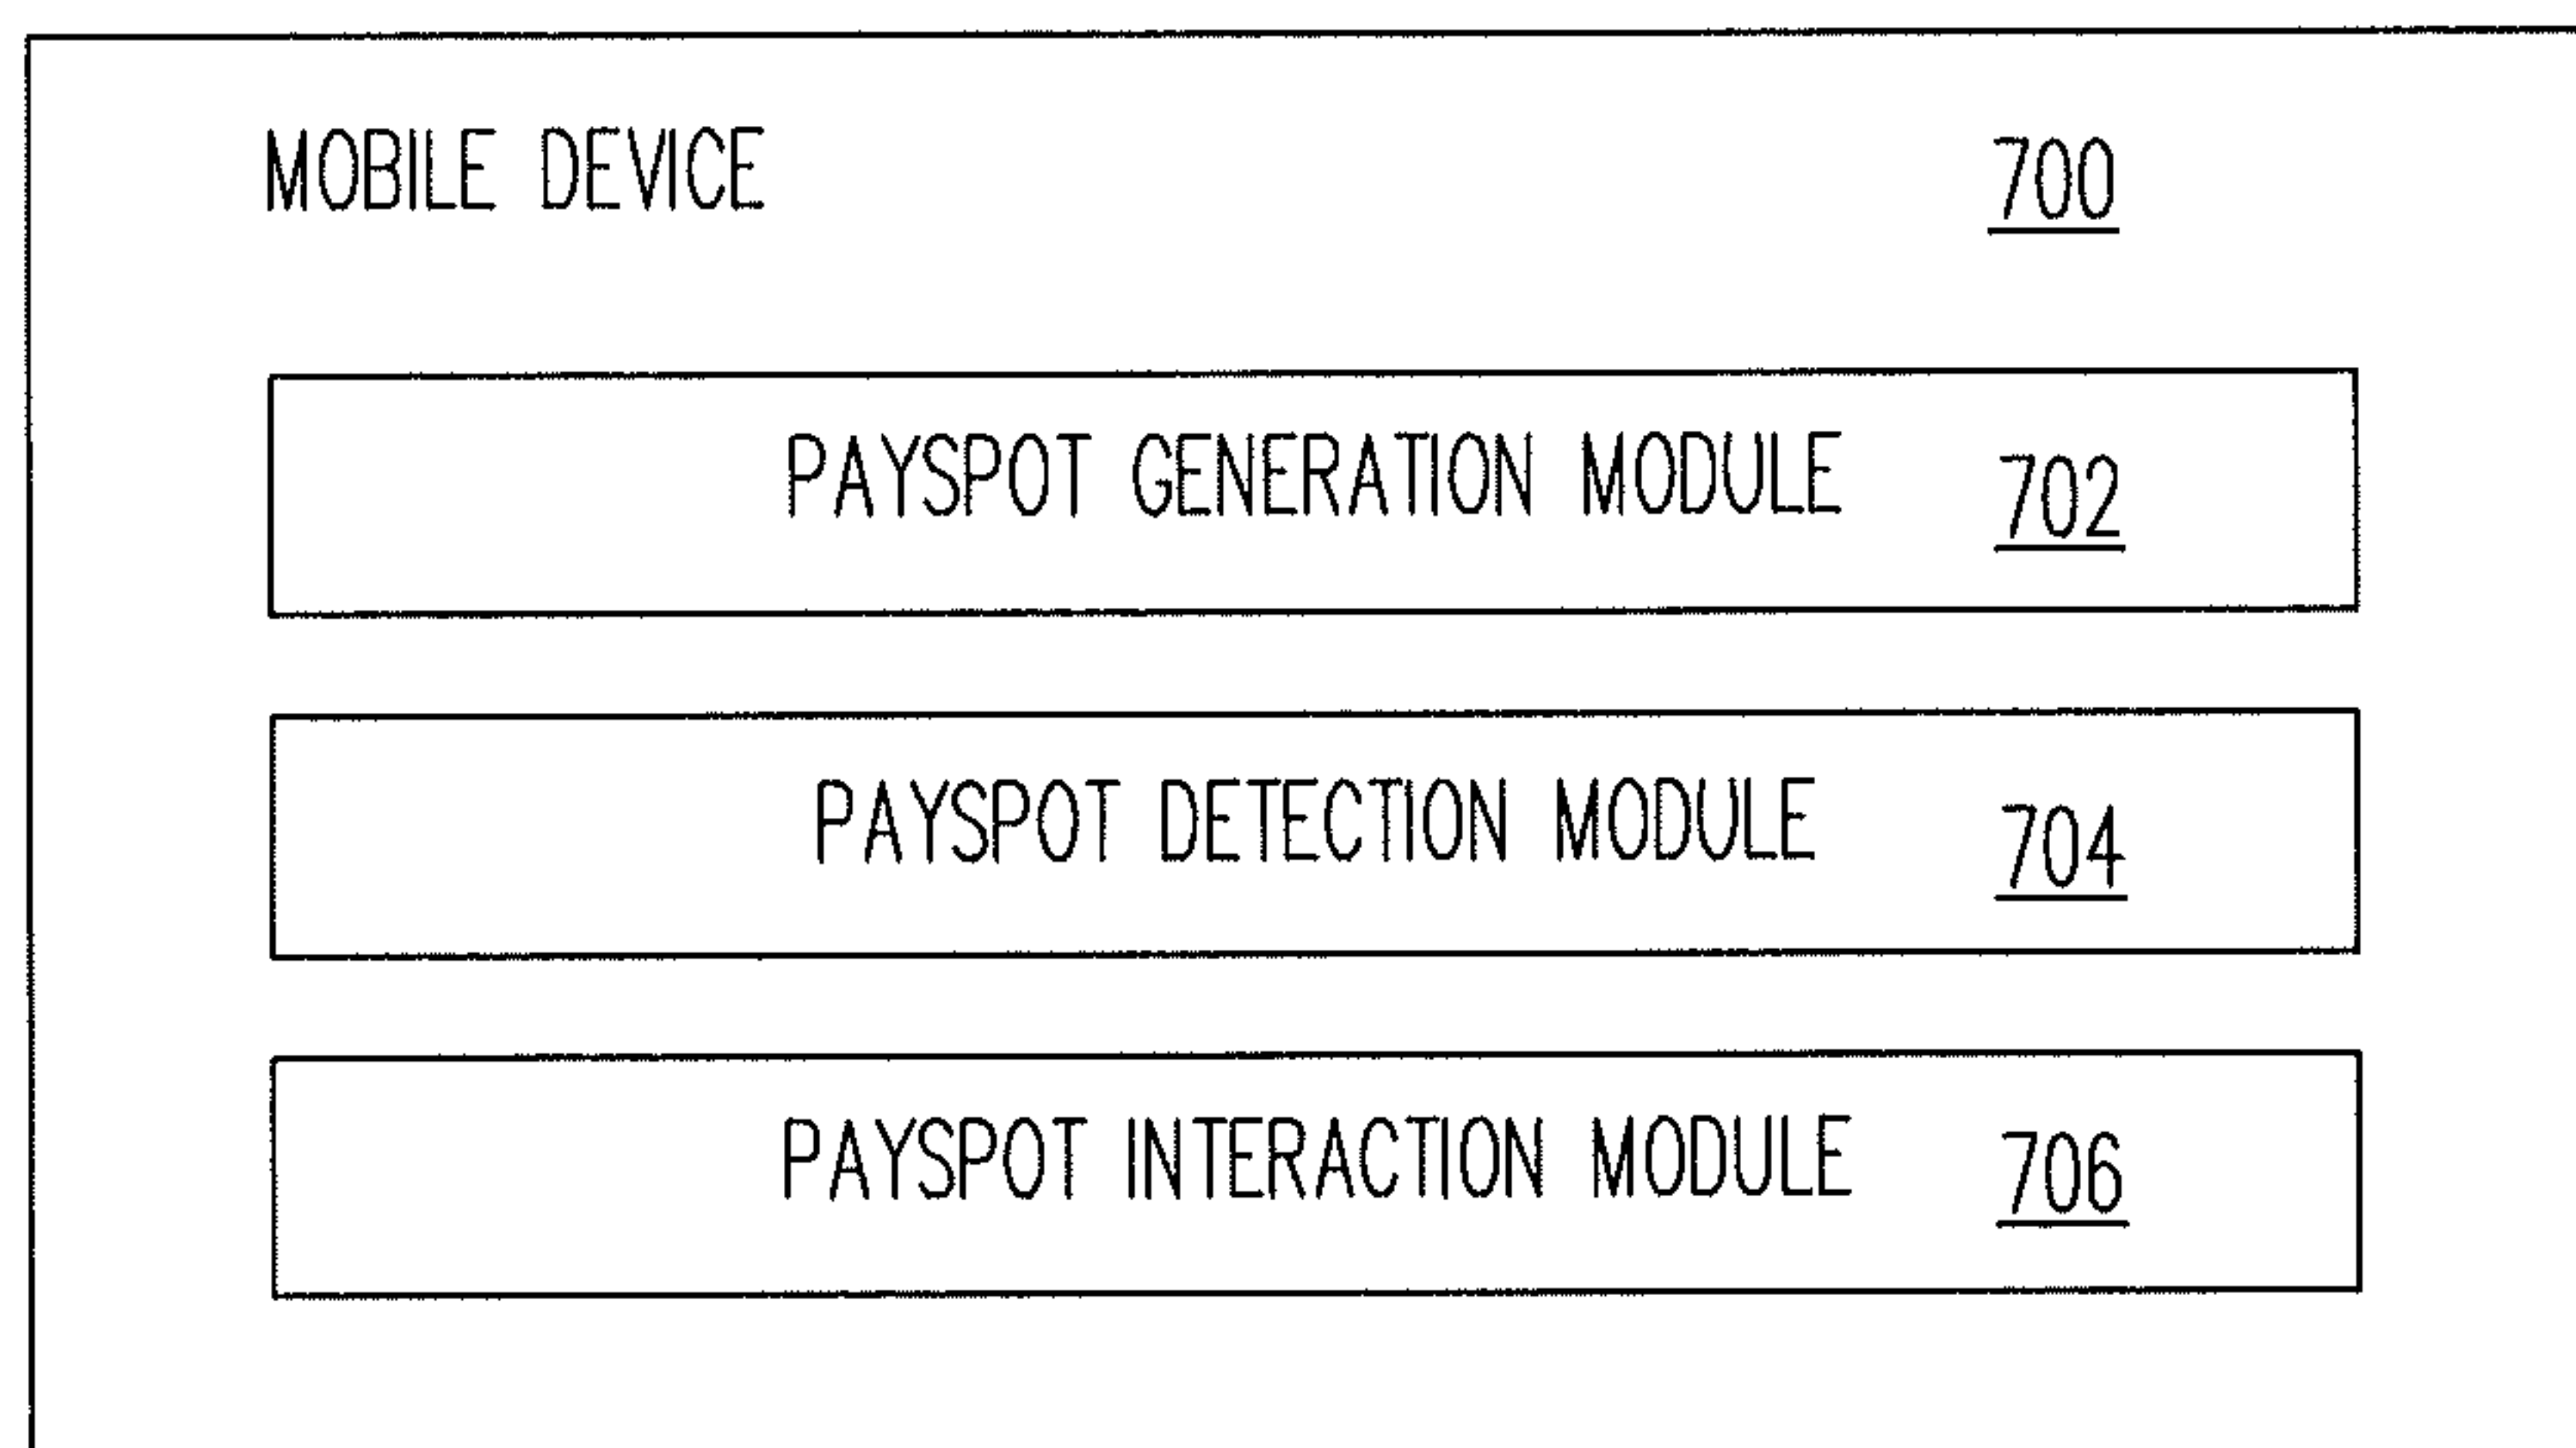 MOBILE DEVICE 700
PAYSPOT GENERATION MODULE 702
PAYSPOT DETECTION MODULE 704
PAYSPOT INTERACTION MODULE 706